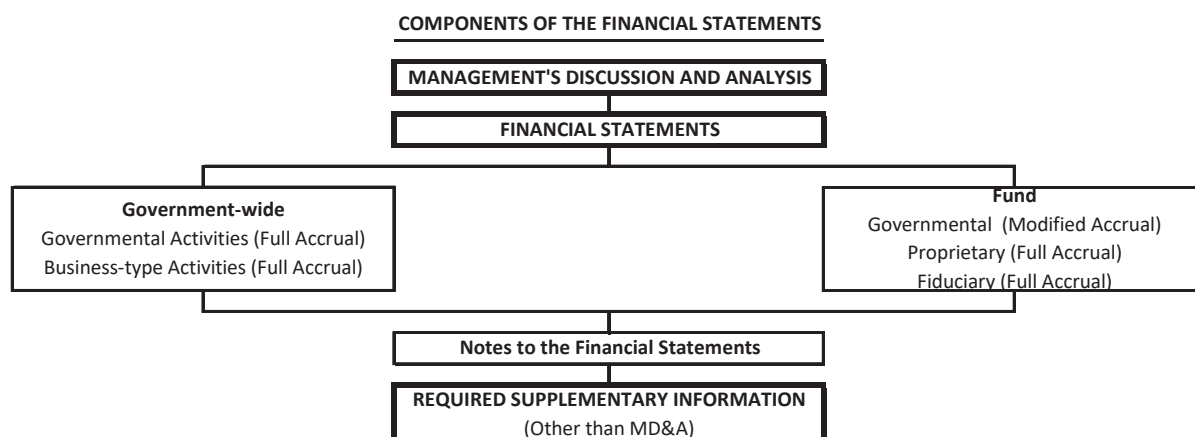 COMPONENTS OF THE FINANCIAL STATEMENTS
MANAGEMENT'S DISCUSSION AND ANALYSIS
FINANCIAL STATEMENTS
Government-wide
Governmental Activities (Full Accrual)
Business-type Activities (Full Accrual)
Fund
Governmental  (Modified Accrual)
Proprietary (Full Accrual)
Fiduciary (Full Accrual)
Notes to the Financial Statements
REQUIRED SUPPLEMENTARY INFORMATION
(Other than MD&A)